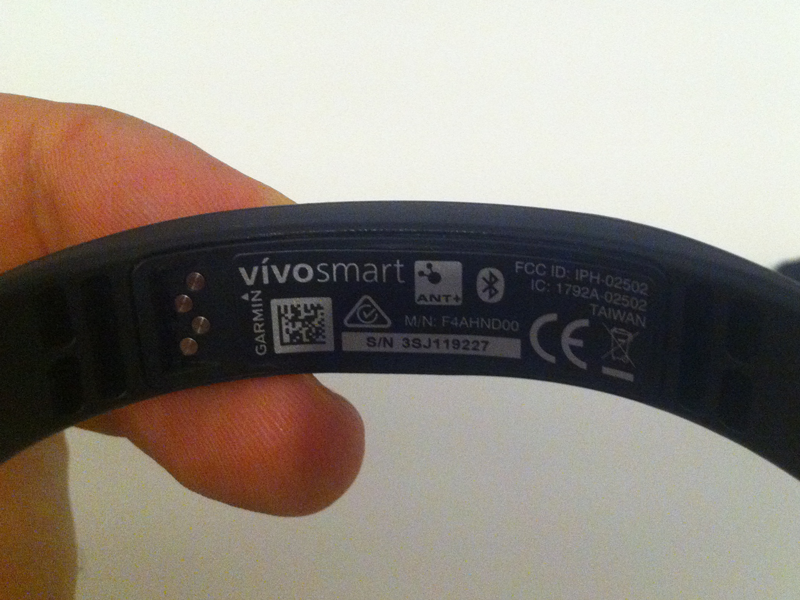 vívosmart
GARMIN
ANT+
FCC ID: IPH-02502
IC: 1792A-02502
TAIWAN
M/N: F4AHND00
S/N 3SJ119227
CE